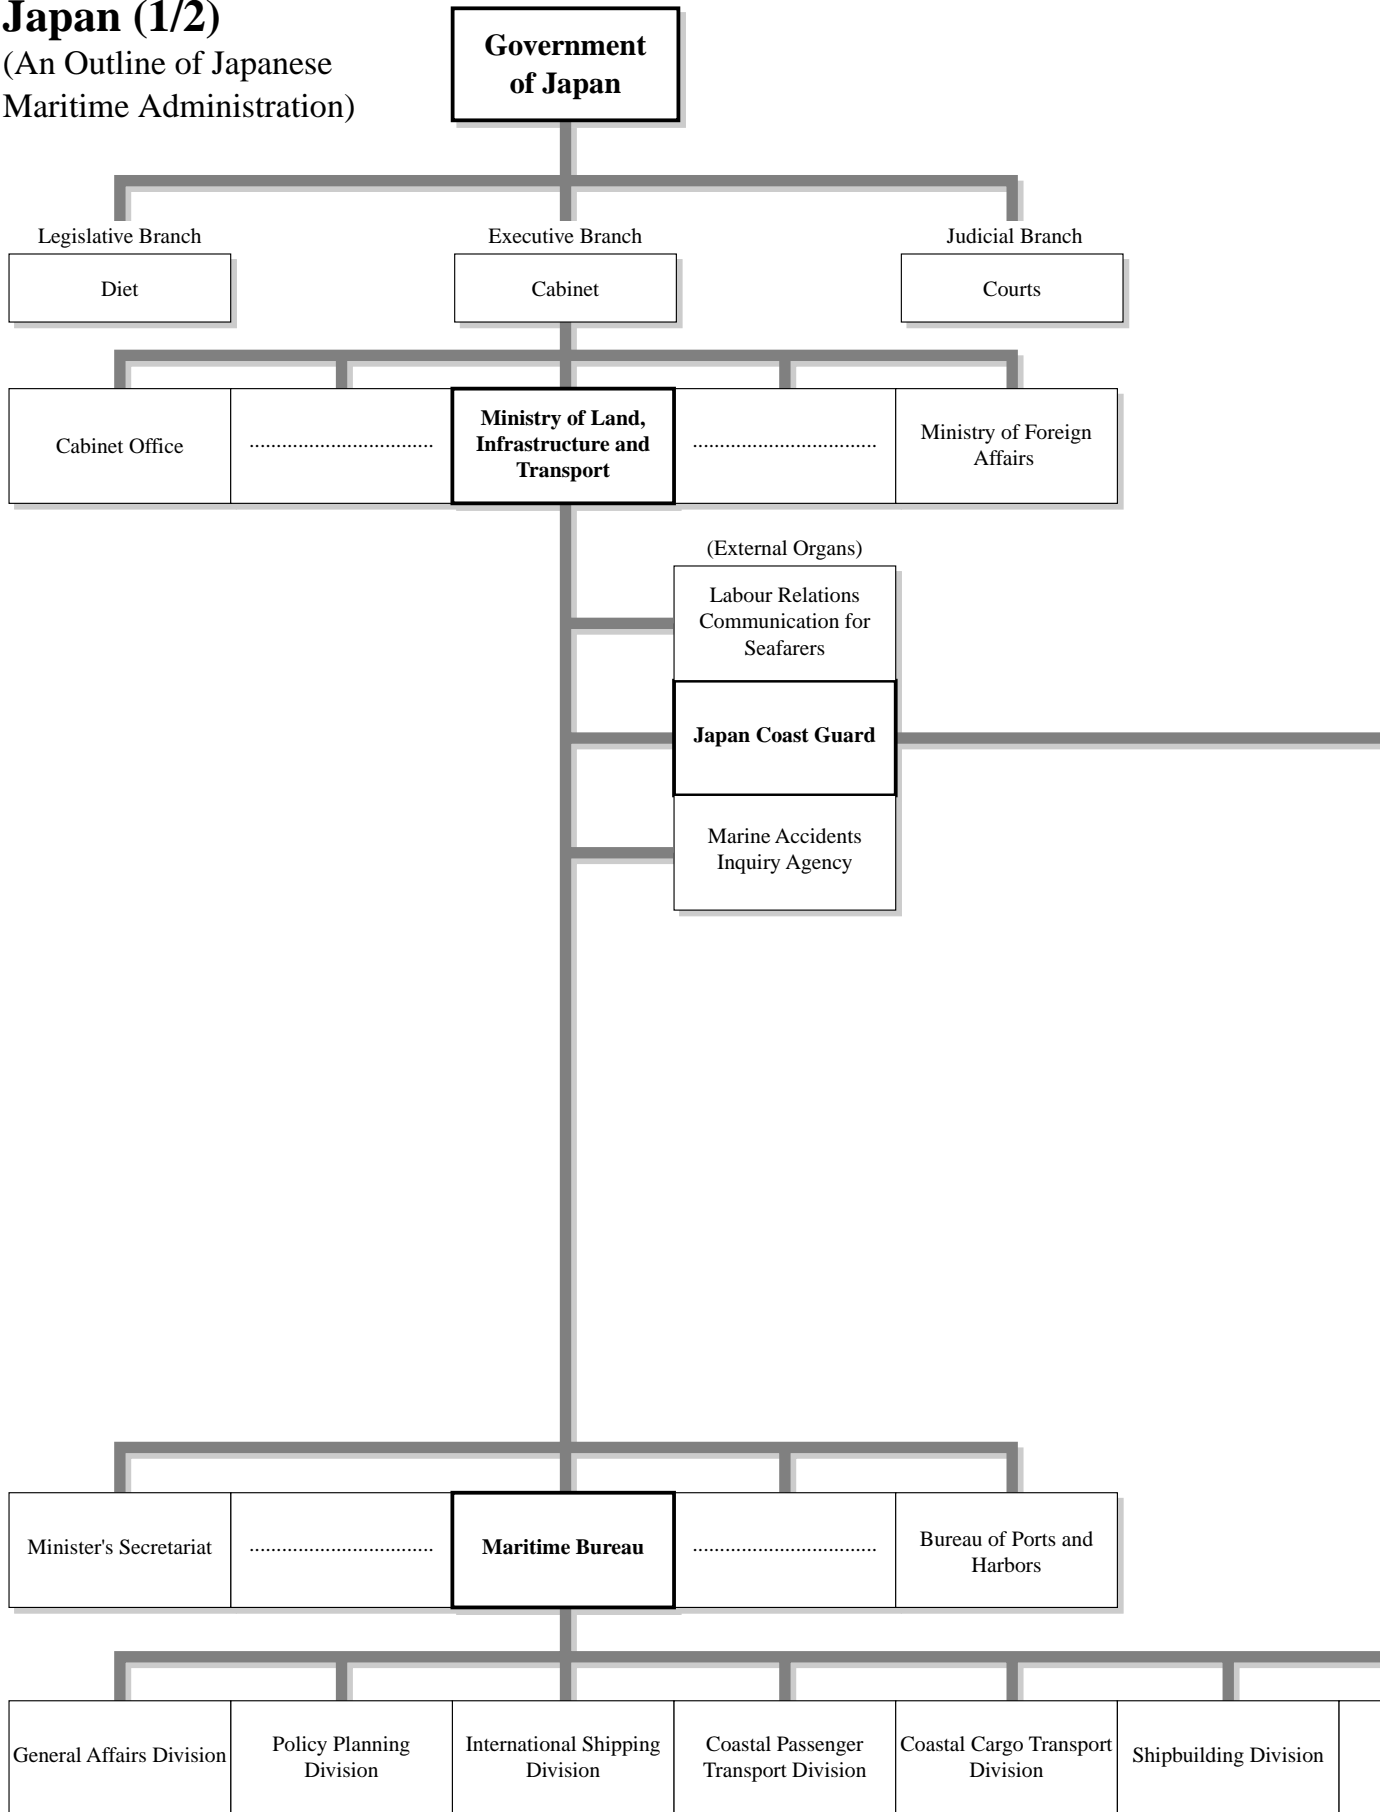 Japan (1/2)
(An Outline of Japanese
Maritime Administration)
Government
of Japan
Legislative Branch
Executive Branch
Judicial Branch
Diet
Cabinet
Courts
Cabinet Office
..................................
Ministry of Land,
Infrastructure and
Transport
..................................
Ministry of Foreign
Affairs
(External Organs)
Labour Relations
Communication for
Seafarers
Japan Coast Guard
Marine Accidents
Inquiry Agency
Minister's Secretariat
..................................
Maritime Bureau
..................................
Bureau of Ports and
Harbors
General Affairs Division
Policy Planning
Division
International Shipping
Division
Coastal Passenger
Transport Division
Coastal Cargo Transport
Division
Shipbuilding Division